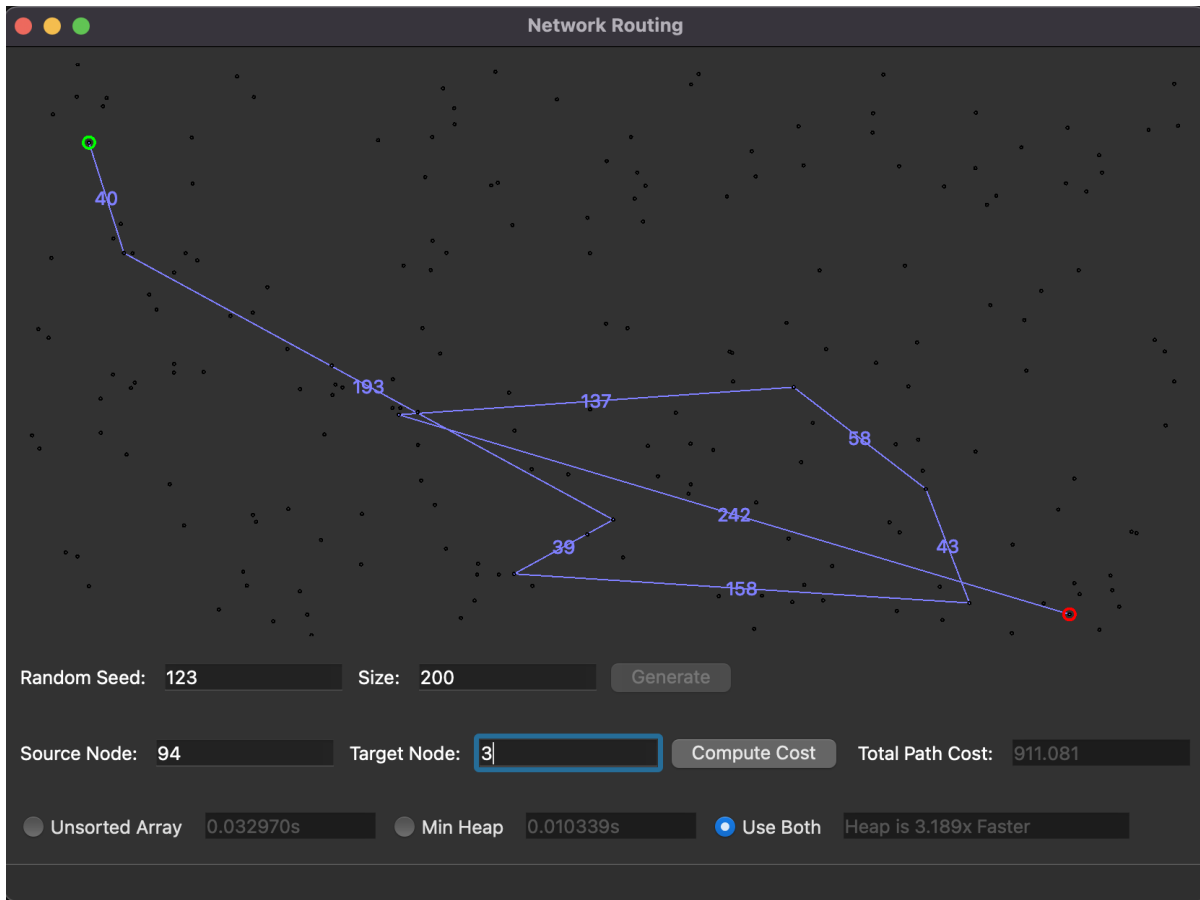 Network Routing
40
193
137
58
242
39
43
158
Random Seed: 123 Size: 200 Generate
Source Node: 94 Target Node: 3 Compute Cost Total Path Cost: 911.081
Unsorted Array 0.032970s Min Heap 0.010339s Use Both Heap is 3.189x Faster